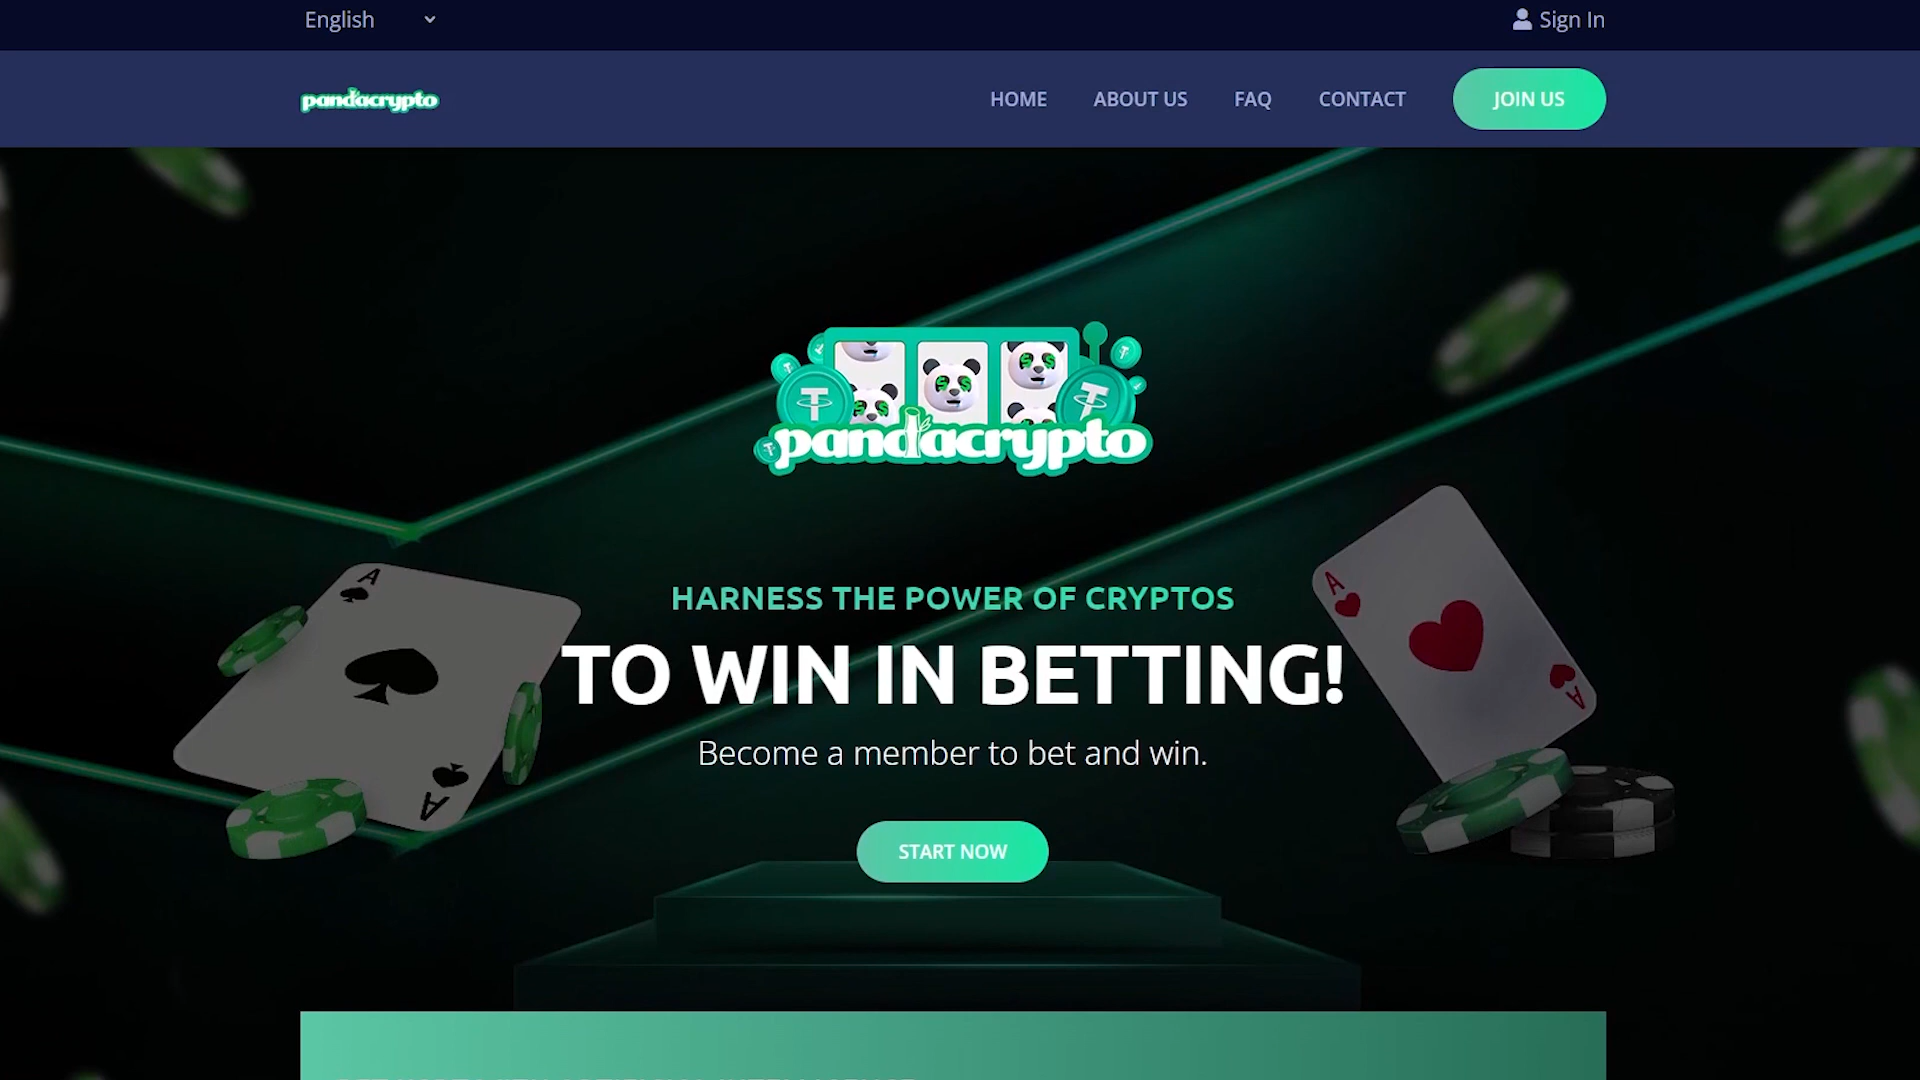 English
Sign In
pandacrypto
HOME
ABOUT US
FAQ
CONTACT
JOIN US
pandacrypto
HARNESS THE POWER OF CRYPTOS
TO WIN IN BETTING!
Become a member to bet and win.
A
A
A
A
START NOW